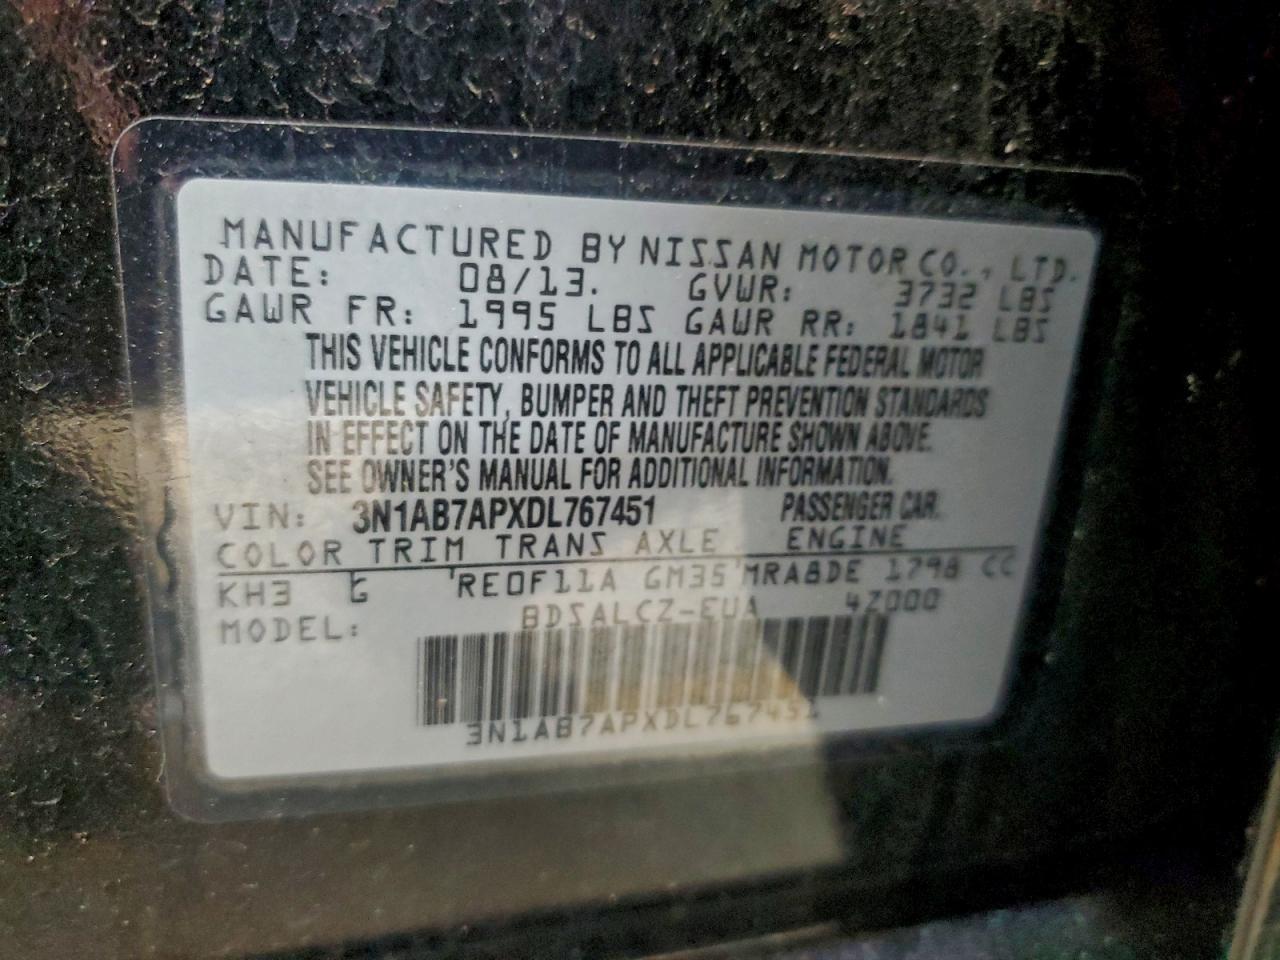 MANUFACTURED BY NISSAN MOTOR CO., LTD.
DATE: 08/13. GVWR: 3732 LBS
GAWR FR: 1995 LBS GAWR RR: 1841 LBS
THIS VEHICLE CONFORMS TO ALL APPLICABLE FEDERAL MOTOR
VEHICLE SAFETY, BUMPER AND THEFT PREVENTION STANDARDS
IN EFFECT ON THE DATE OF MANUFACTURE SHOWN ABOVE.
SEE OWNER'S MANUAL FOR ADDITIONAL INFORMATION.
VIN: 3N1AB7APXDL767451 PASSENGER CAR.
COLOR TRIM TRANS AXLE ENGINE
KH3 G RE0F11A GM35 MRA8DE 1798 CC
MODEL: BDSALCZ-EUA 4Z000
3N1AB7APXDL767451